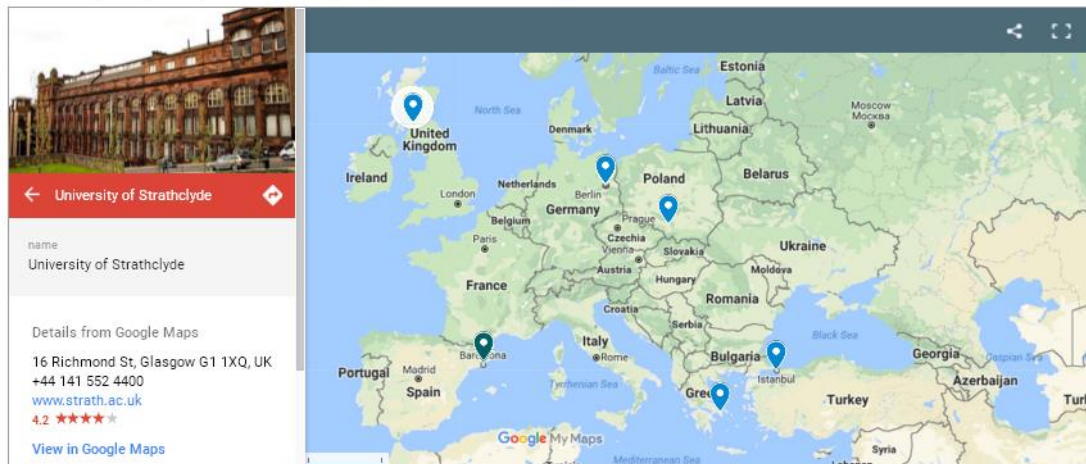 University of Strathclyde
name
University of Strathclyde
Details from Google Maps
16 Richmond St, Glasgow G1 1XQ, UK
+44 141 552 4400
www.strath.ac.uk
4.2
View in Google Maps
Estonia
Baltic Sea
Latvia
Moscow
Москва
North Sea
Denmark
Lithuania
United
Kingdom
Ireland
Belarus
Poland
Netherlands
Berlin
London
Germany
Belgium
Prague
Czechia
Paris
Vienna
Slovakia
Ukraine
Austria
Hungary
Moldova
France
Romania
Croatia
Serbia
Italy
Black Sea
Barcelona
Rome
Bulgaria
Georgia
Caspian Sea
Portugal
Madrid
Spain
Tyrrhenian Sea
Istanbul
Azerbaijan
Greece
Turkey
Tur
Google My Maps
Syria
Mediterranean Sea